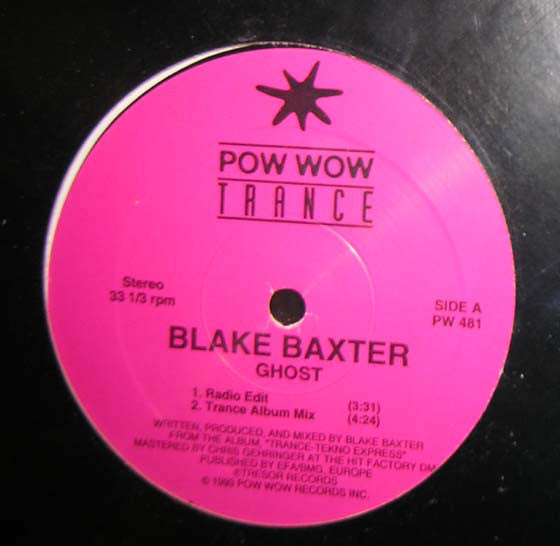 POW WOW
TRANCE
Stereo
33 1/3 rpm
SIDE A
PW 481
BLAKE BAXTER
GHOST
1. Radio Edit (3:31)
2. Trance Album Mix (4:24)
WRITTEN, PRODUCED, AND MIXED BY BLAKE BAXTER
FROM THE ALBUM, "TRANCE-TEKNO EXPRESS"
MASTERED BY CHRIS GEHRINGER AT THE HIT FACTORY DM
PUBLISHED BY EFA/BMG, EUROPE
℗TRESOR RECORDS
© 1993 POW WOW RECORDS INC.